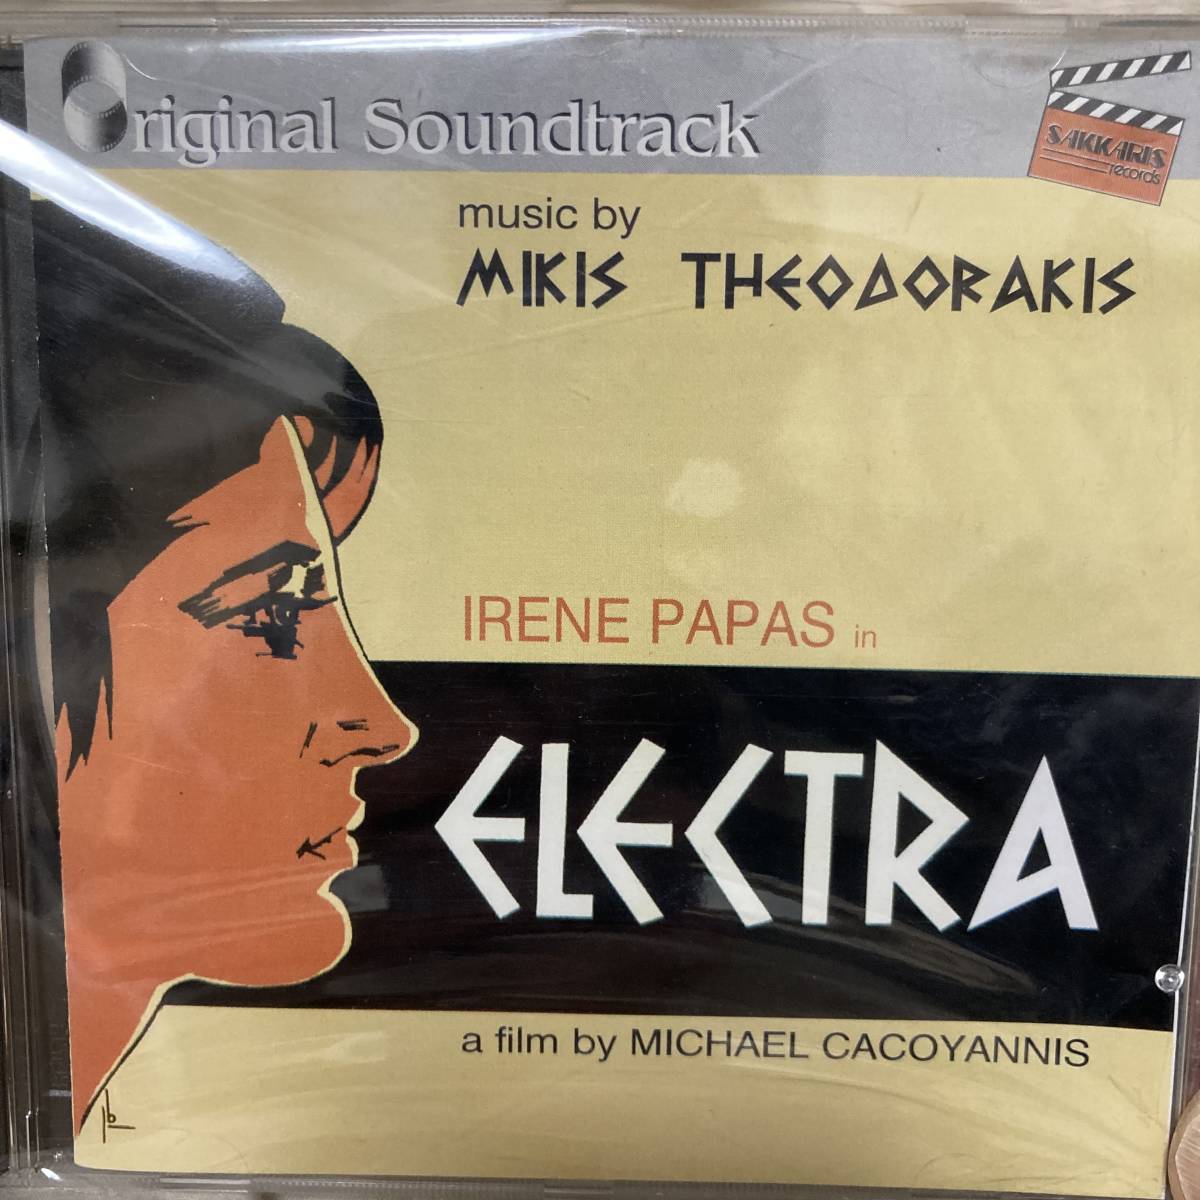 Original Soundtrack
SAKKARIS
records
music by
MIKIS THEODORAKIS
IRENE PAPAS in
ELECTRA
a film by MICHAEL CACOYANNIS